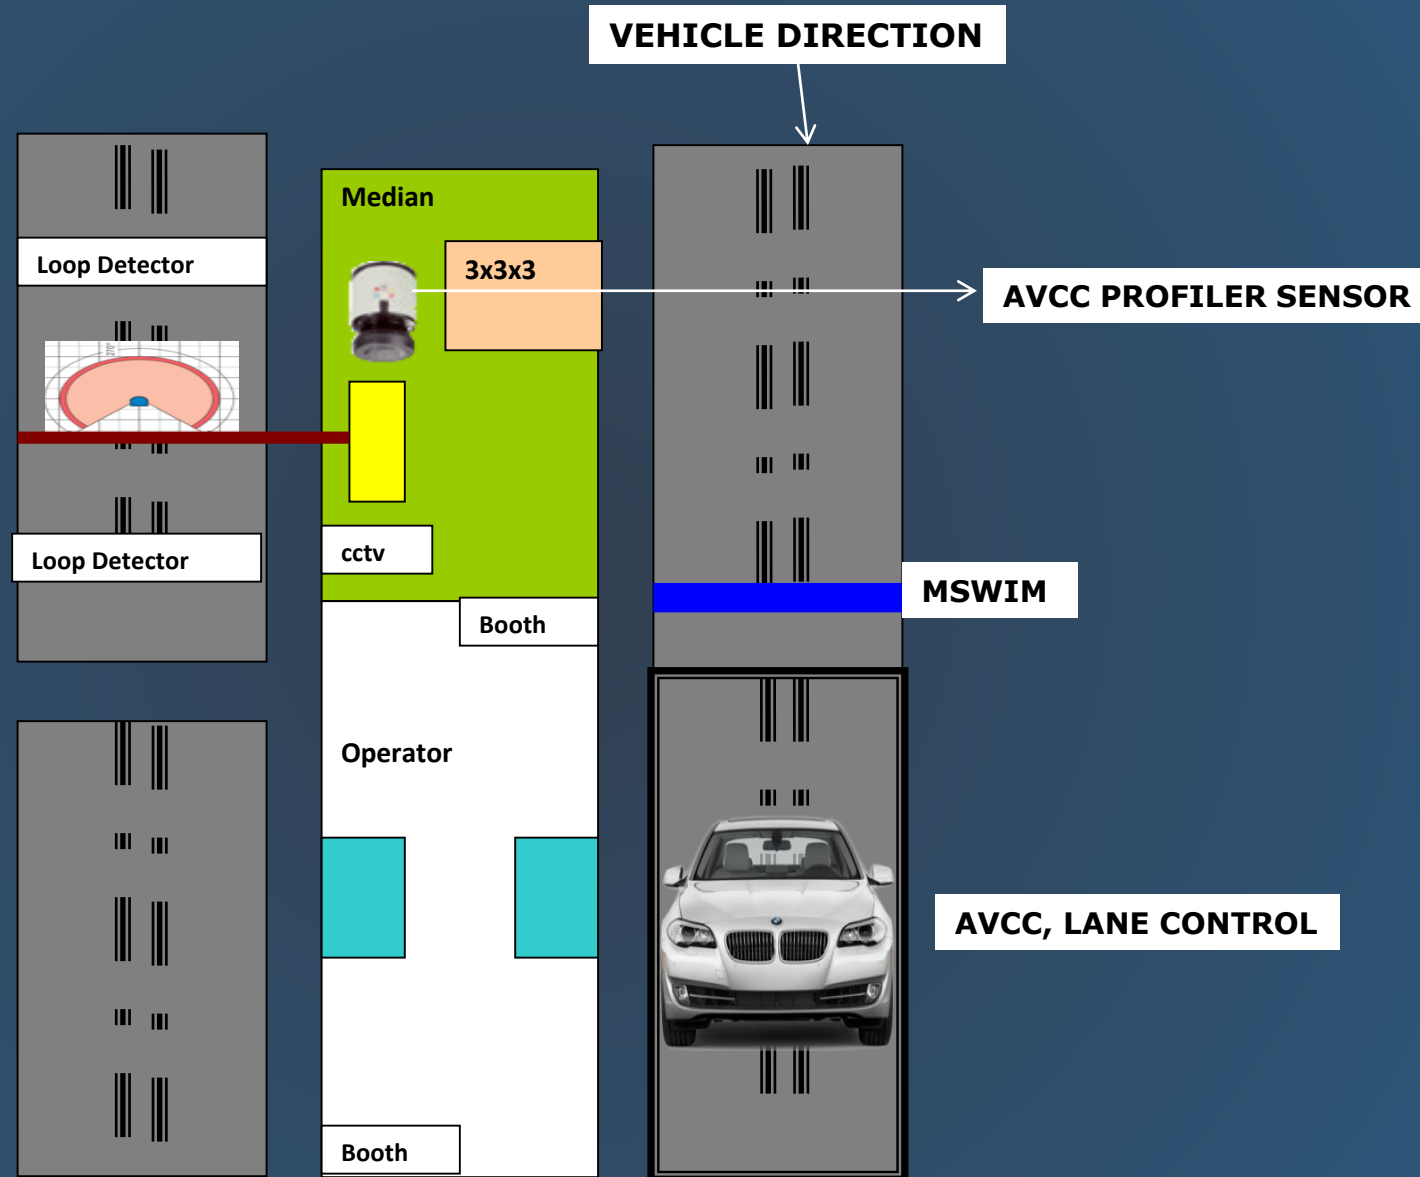 VEHICLE DIRECTION
Median
Loop Detector
3x3x3
AVCC PROFILER SENSOR
270°
cctv
Loop Detector
MSWIM
Booth
Operator
AVCC, LANE CONTROL
Booth